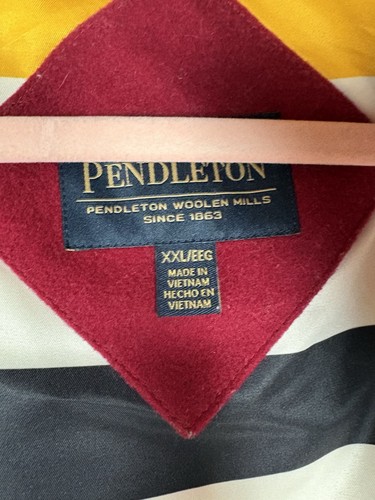 PENDLETON
PENDLETON WOOLEN MILLS
SINCE 1863
XXL/EEG
MADE IN
VIETNAM
HECHO EN
VIETNAM